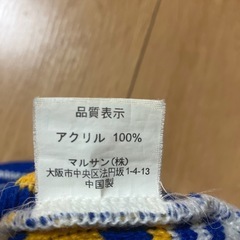 品質表示
アクリル 100%
マルサン(株)
大阪市中央区法円坂1-4-13
中国製